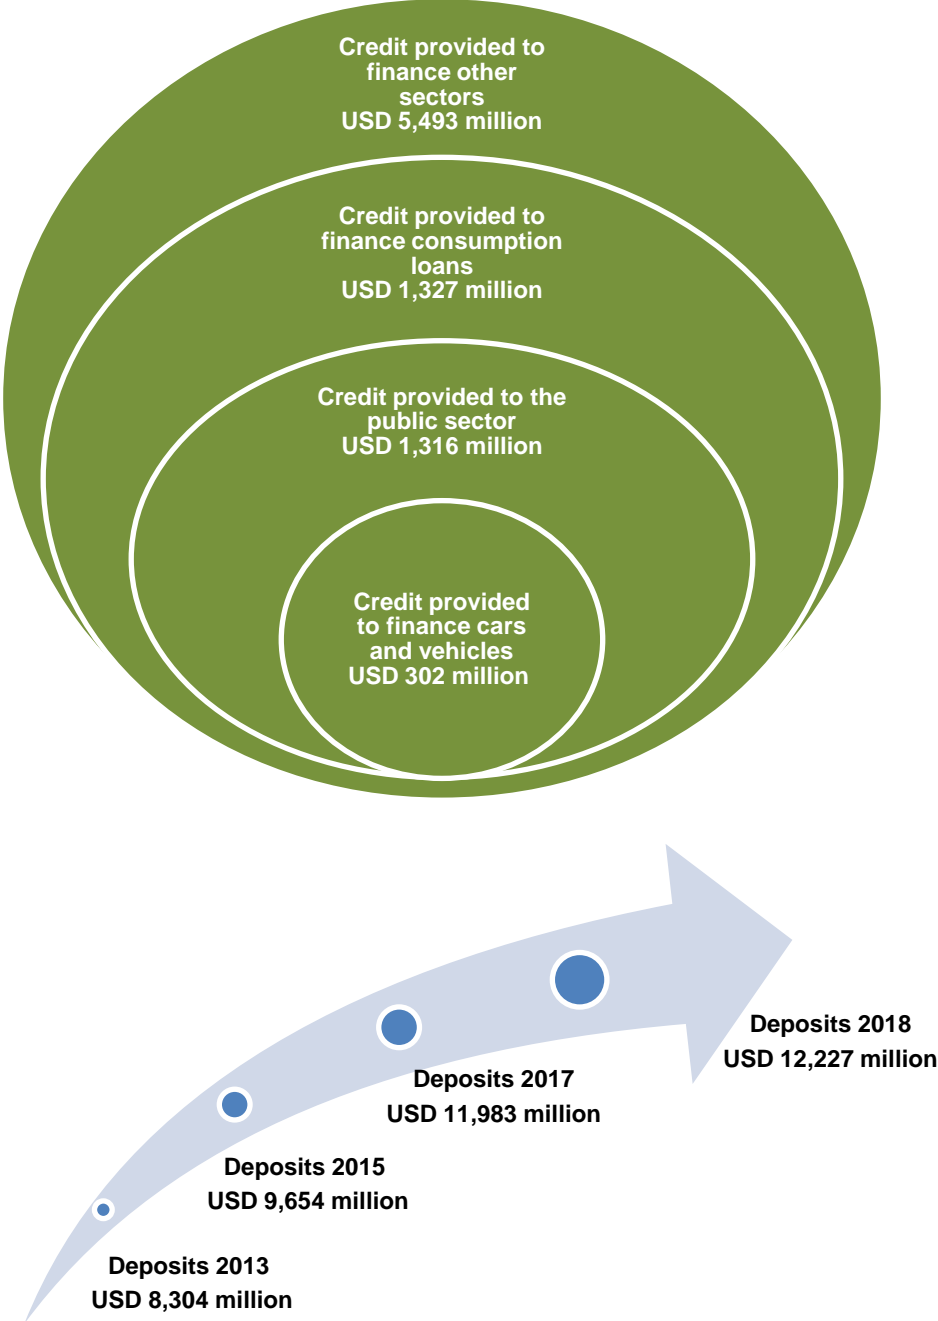 Credit provided to
finance other
sectors
USD 5,493 million
Credit provided to
finance consumption
loans
USD 1,327 million
Credit provided to the
public sector
USD 1,316 million
Credit provided
to finance cars
and vehicles
USD 302 million
Deposits 2018
USD 12,227 million
Deposits 2017
USD 11,983 million
Deposits 2015
USD 9,654 million
Deposits 2013
USD 8,304 million